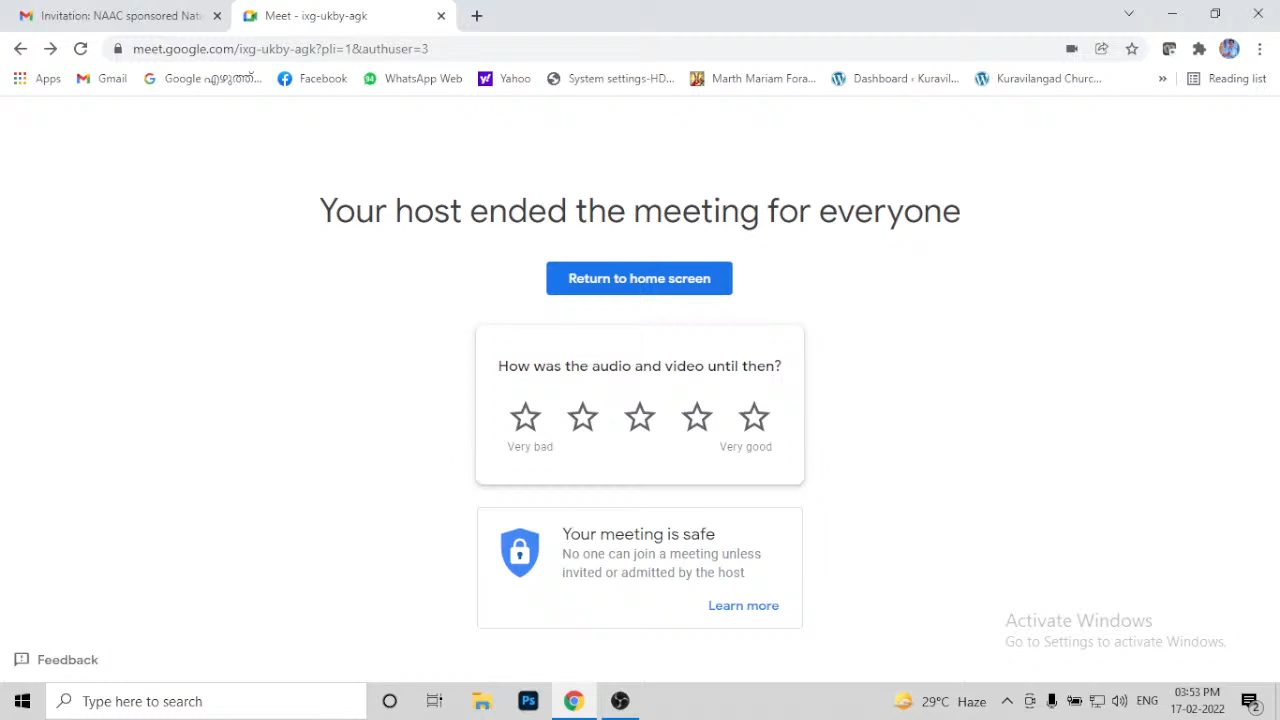 Invitation: NAAC sponsored Nat
Meet - ixg-ukby-agk
meet.google.com/ixg-ukby-agk?pli=1&authuser=3
Apps
Gmail
Google എഴുത്ത്...
Facebook
WhatsApp Web
Yahoo
System settings-HD...
Marth Mariam Fora...
Dashboard ‹ Kuravil...
Kuravilangad Churc...
»
Reading list
Your host ended the meeting for everyone
Return to home screen
How was the audio and video until then?
Very bad
Very good
Your meeting is safe
No one can join a meeting unless
invited or admitted by the host
Learn more
Activate Windows
Go to Settings to activate Windows.
Feedback
Type here to search
Ps
29°C Haze
ENG
03:53 PM
17-02-2022
2